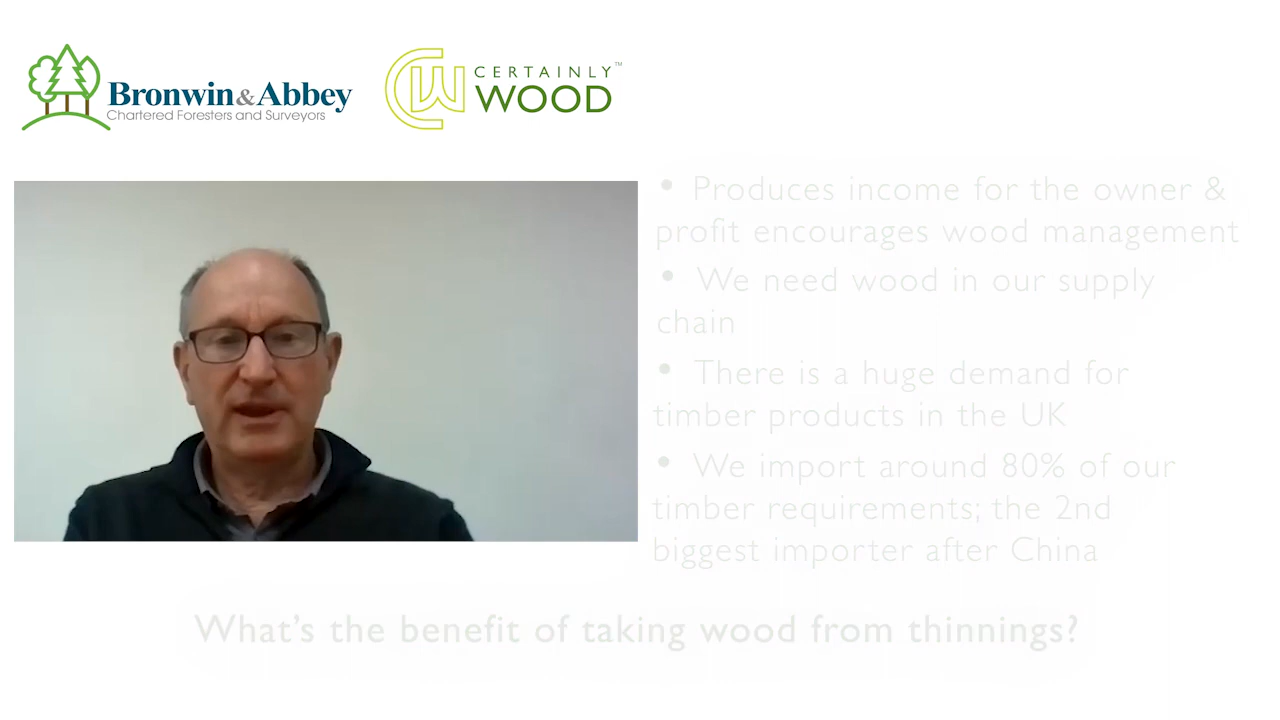 Bronwin & Abbey
Chartered Foresters and Surveyors
CW CERTAINLY™
WOOD
• Produces income for the owner &
profit encourages wood management
• We need wood in our supply
chain
• There is a huge demand for
timber products in the UK
• We import around 80% of our
timber requirements; the 2nd
biggest importer after China
What's the benefit of taking wood from thinnings?